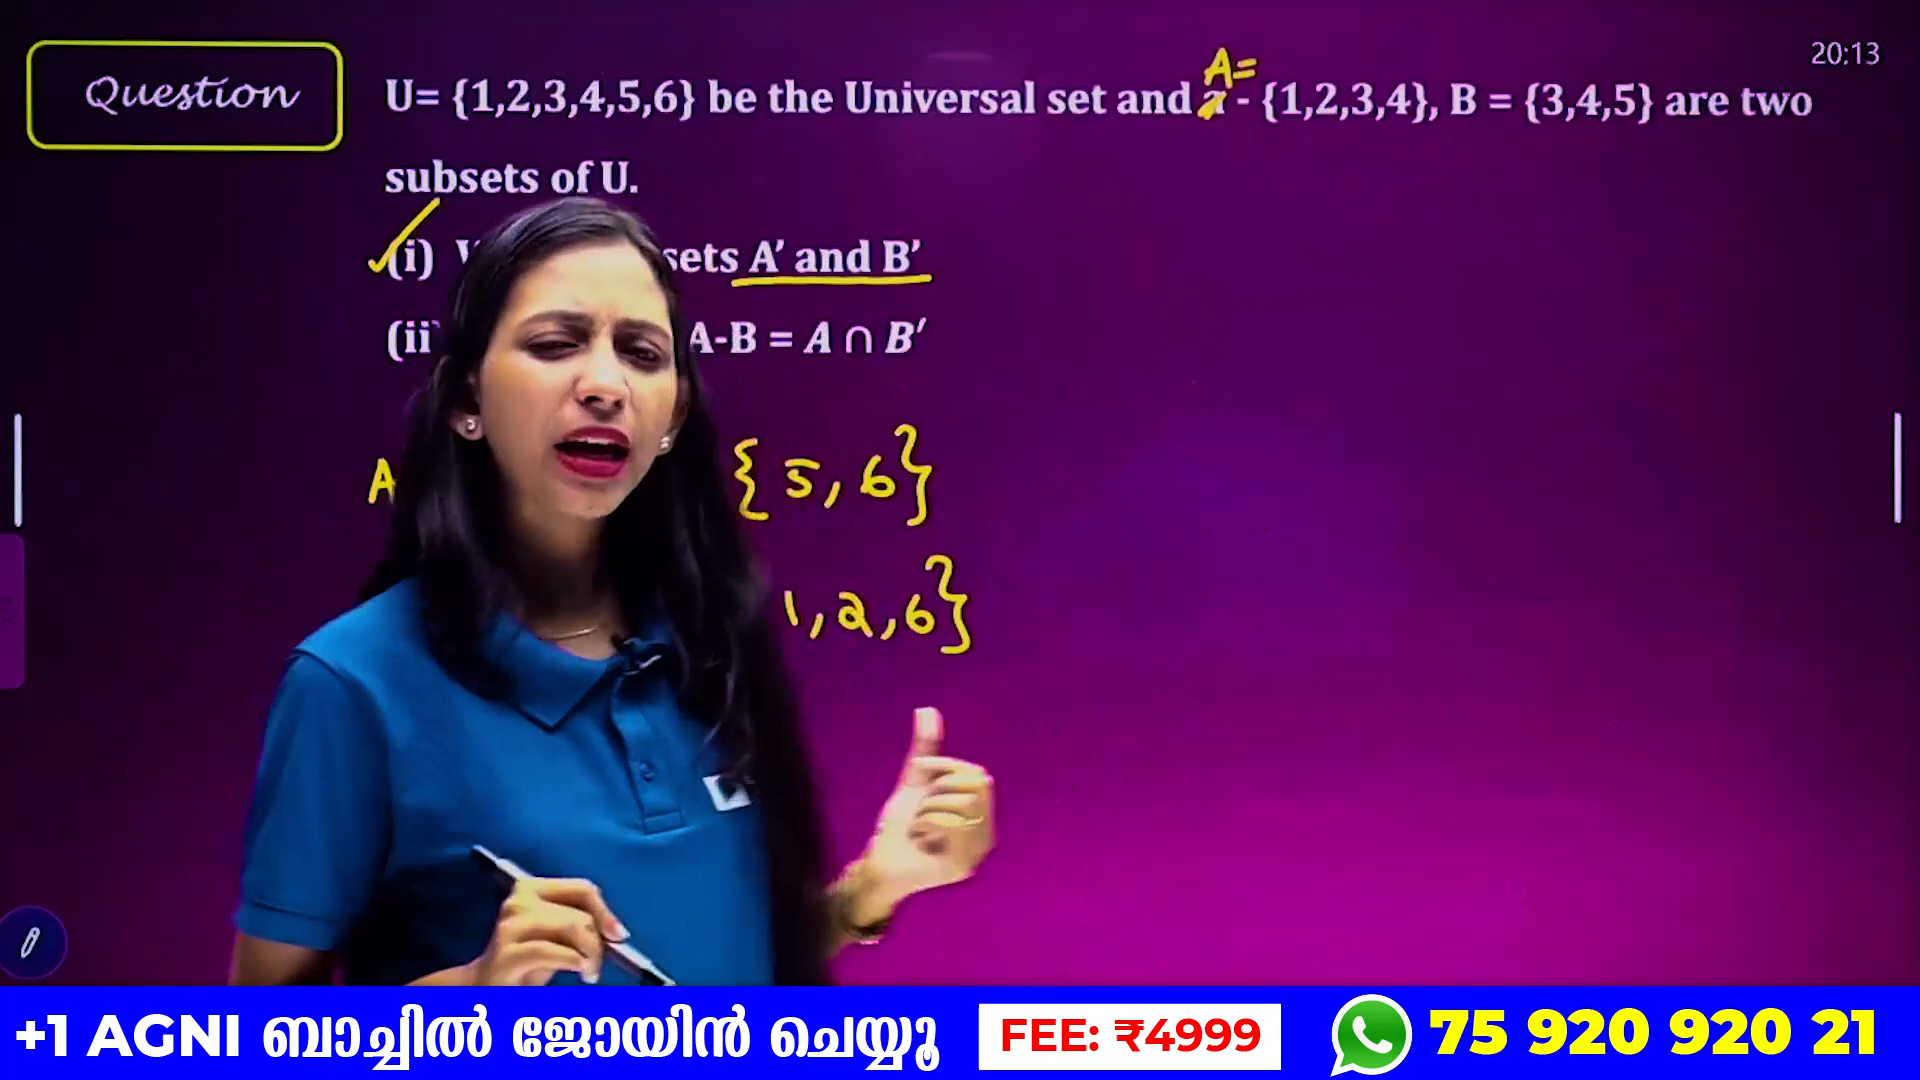 20:13
Question
A=
U= {1,2,3,4,5,6} be the Universal set and - {1,2,3,4}, B = {3,4,5} are two
subsets of U.
(i) sets A′ and B′
(ii A-B = A ∩ B′
A {5,6}
1,2,6}
+1 AGNI ബാച്ചിൽ ജോയിൻ ചെയ്യൂ FEE: ₹4999 75 920 920 21